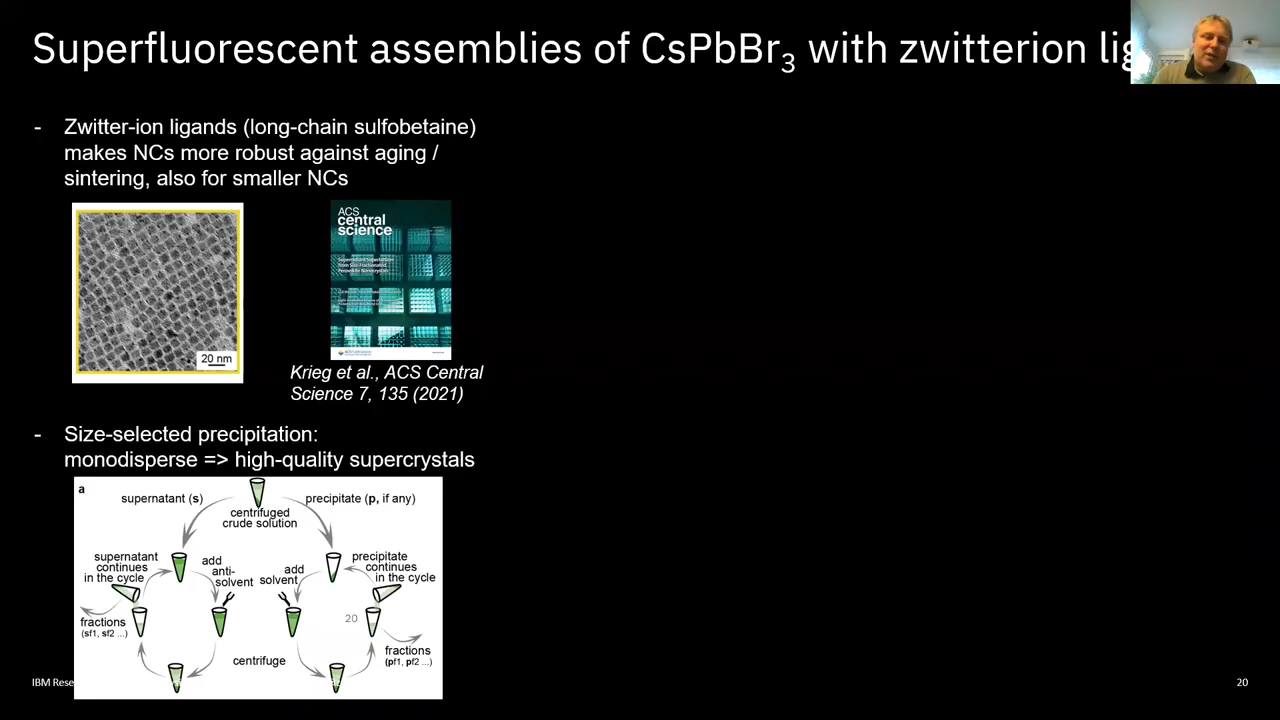 Superfluorescent assemblies of CsPbBr3 with zwitterion lig
- Zwitter-ion ligands (long-chain sulfobetaine)
makes NCs more robust against aging /
sintering, also for smaller NCs
20 nm
ACS
central
science
Krieg et al., ACS Central
Science 7, 135 (2021)
- Size-selected precipitation:
monodisperse => high-quality supercrystals
a
supernatant (s)
precipitate (p, if any)
centrifuged
crude solution
supernatant
continues
in the cycle
add
anti-
solvent
add
solvent
precipitate
continues
in the cycle
fractions
(sf1, sf2 ...)
20
fractions
(pf1, pf2 ...)
centrifuge
IBM Rese
20